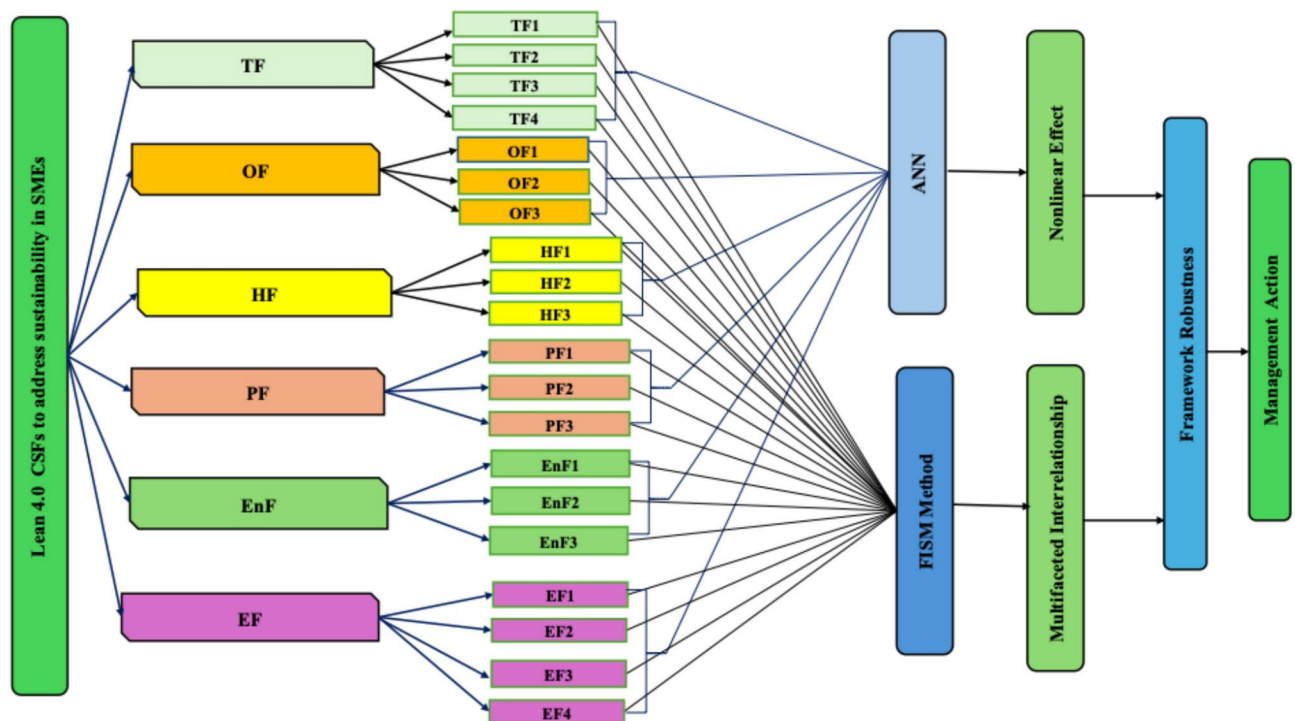 Lean 4.0 CSFs to address sustainability in SMEs
TF
OF
HF
PF
EnF
EF
TF1
TF2
TF3
TF4
OF1
OF2
OF3
HF1
HF2
HF3
PF1
PF2
PF3
EnF1
EnF2
EnF3
EF1
EF2
EF3
EF4
ANN
FISM Method
Nonlinear Effect
Multifaceted Interrelationship
Framework Robustness
Management Action